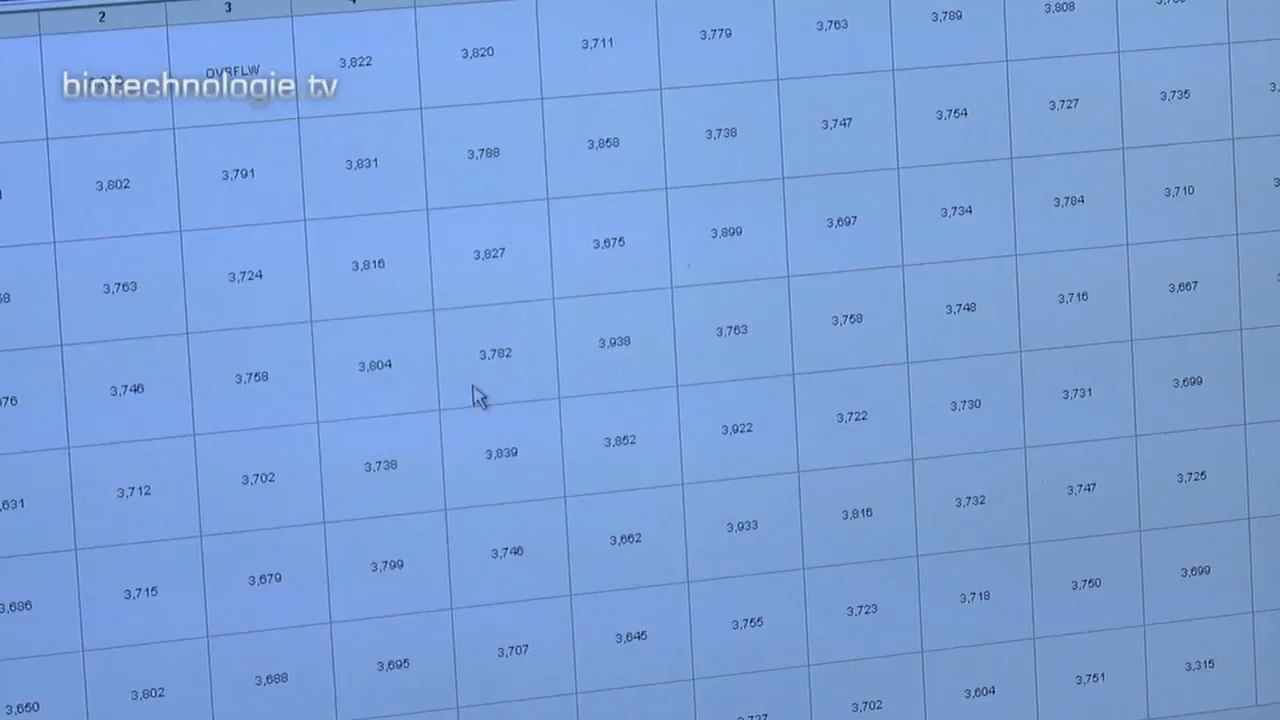 2 3
OVRFLW 3,822 3,820 3,711 3,779 3,763 3,789 3,808
biotechnologie tv
3,802 3,791 3,831 3,788 3,858 3,738 3,747 3,754 3,727 3,735
3,763 3,724 3,816 3,827 3,675 3,899 3,697 3,734 3,784 3,710
3,746 3,758 3,804 3,782 3,938 3,763 3,758 3,748 3,716 3,667
3,712 3,702 3,738 3,839 3,852 3,922 3,722 3,730 3,731 3,699
3,686 3,715 3,679 3,799 3,746 3,662 3,933 3,816 3,732 3,747 3,725
3,650 3,802 3,688 3,695 3,707 3,645 3,755 3,723 3,718 3,750 3,699
3,702 3,604 3,751 3,315